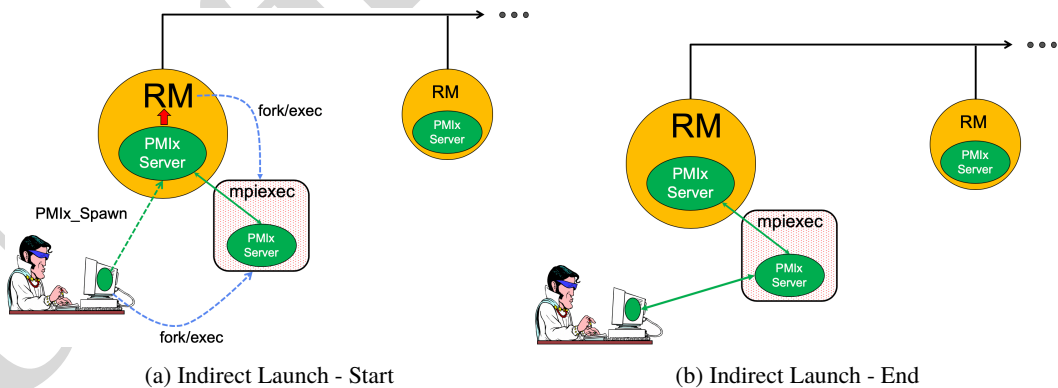 RM
fork/exec
PMIx
Server
mpiexec
PMIx_Spawn
PMIx
Server
fork/exec
RM
PMIx
Server
(a) Indirect Launch - Start
RM
PMIx
Server
mpiexec
PMIx
Server
RM
PMIx
Server
(b) Indirect Launch - End